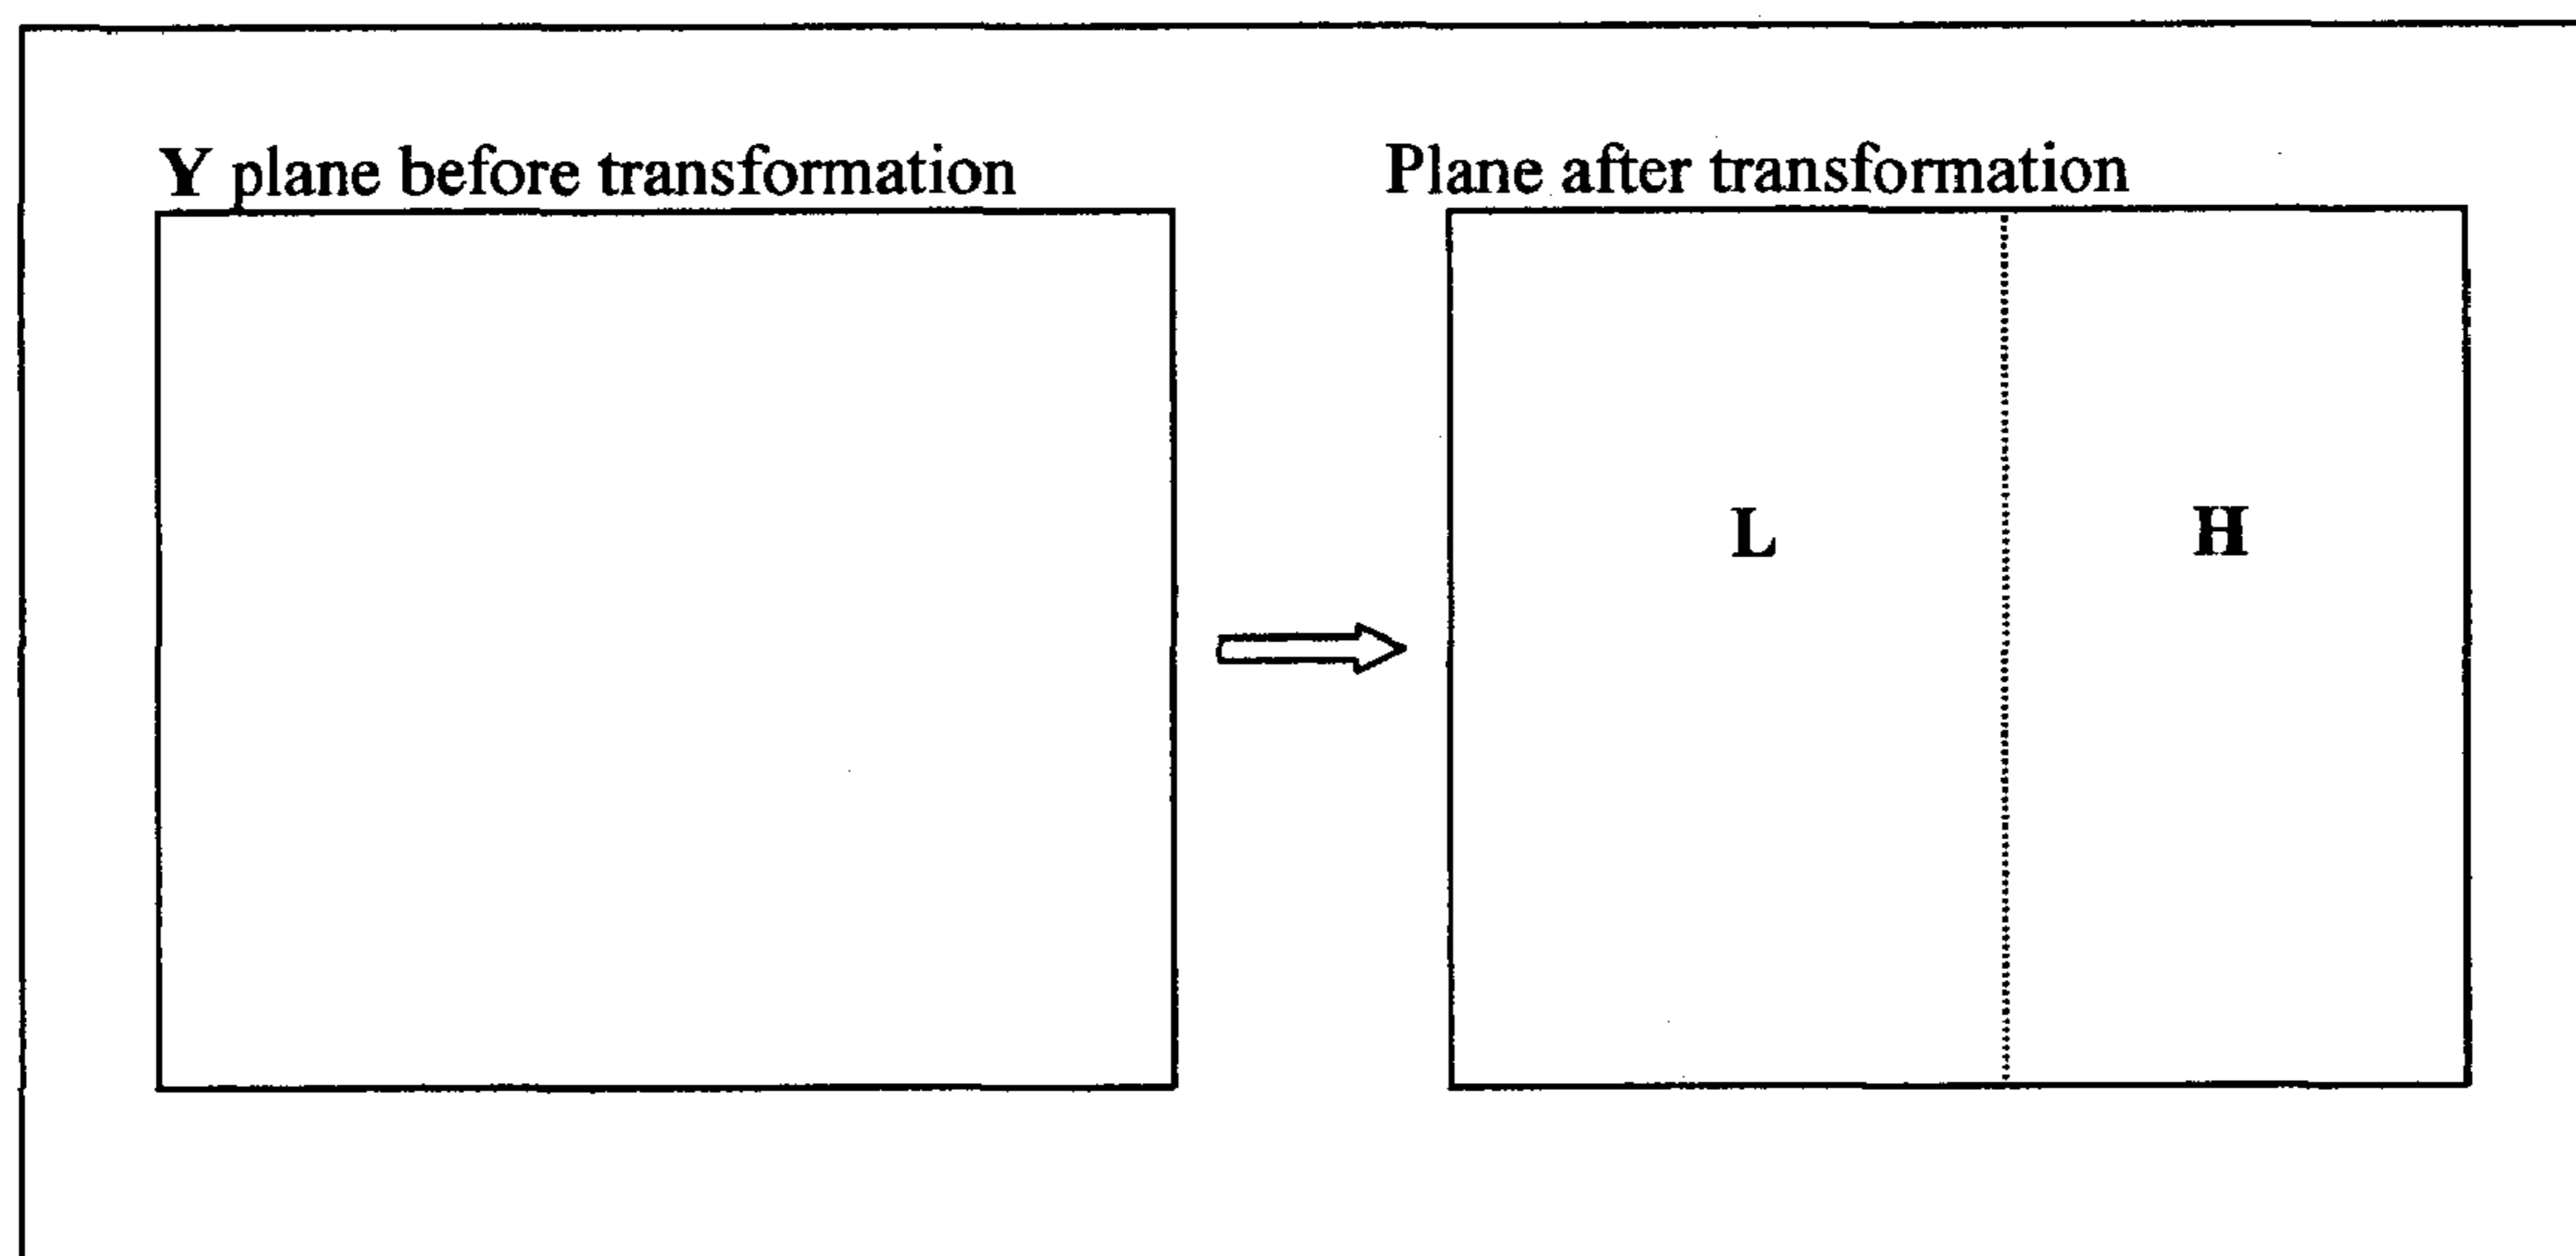 Y plane before transformation
Plane after transformation
L
H